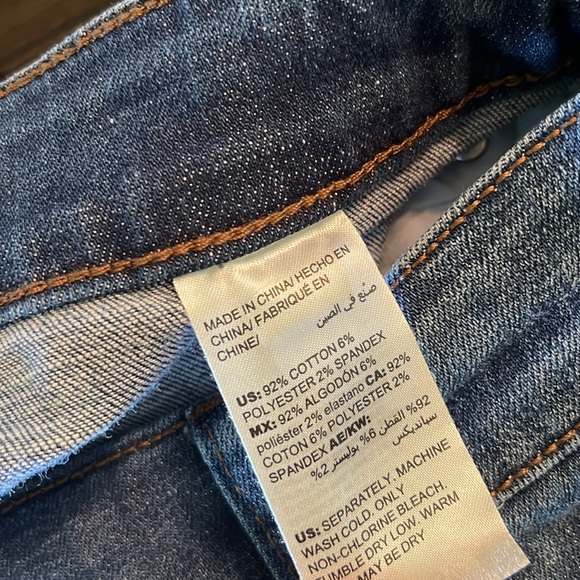 MADE IN CHINA/ HECHO EN
CHINA/ FABRIQUÉ EN
CHINE/ صنع في الصين
US: 92% COTTON 6%
POLYESTER 2% SPANDEX
MX: 92% ALGODÓN 6%
poliéster 2% elastano CA: 92%
COTON 6% POLYESTER 2%
SPANDEX AE/KW:
92% القطن 6% بوليستر 2%
سبانديكس
US: SEPARATELY. MACHINE
WASH COLD. ONLY
NON-CHLORINE BLEACH.
TUMBLE DRY LOW. WARM
MAY BE DRY